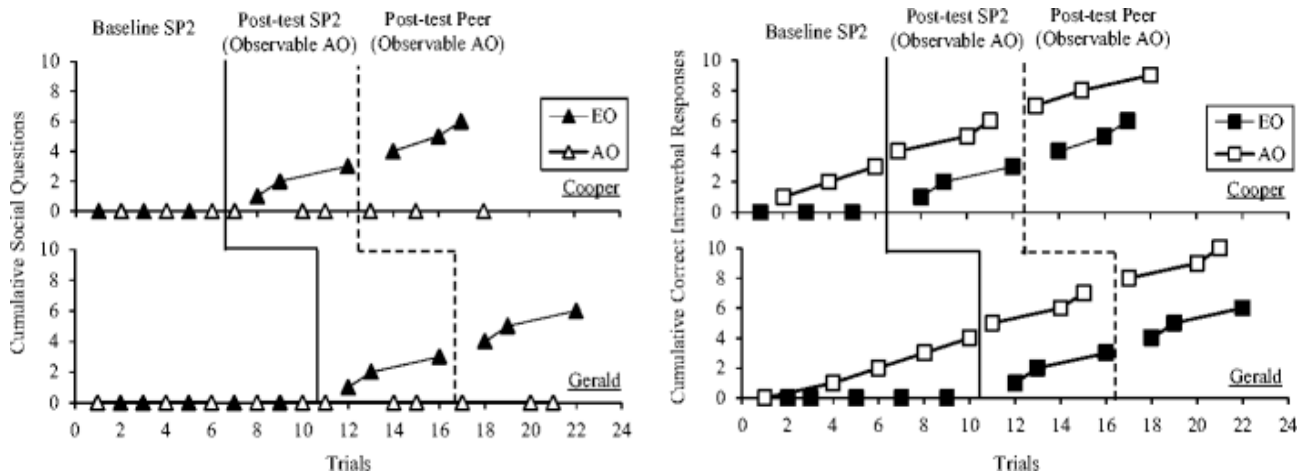 Baseline SP2
Post-test SP2
(Observable AO)
Post-test Peer
(Observable AO)
Cumulative Social Questions
10
8
6
4
2
0
EO
AO
Cooper
10
8
6
4
2
0
Gerald
0 2 4 6 8 10 12 14 16 18 20 22 24
Trials
Baseline SP2
Post-test SP2
(Observable AO)
Post-test Peer
(Observable AO)
Cumulative Correct Intraverbal Responses
10
8
6
4
2
0
EO
AO
Cooper
10
8
6
4
2
0
Gerald
0 2 4 6 8 10 12 14 16 18 20 22 24
Trials